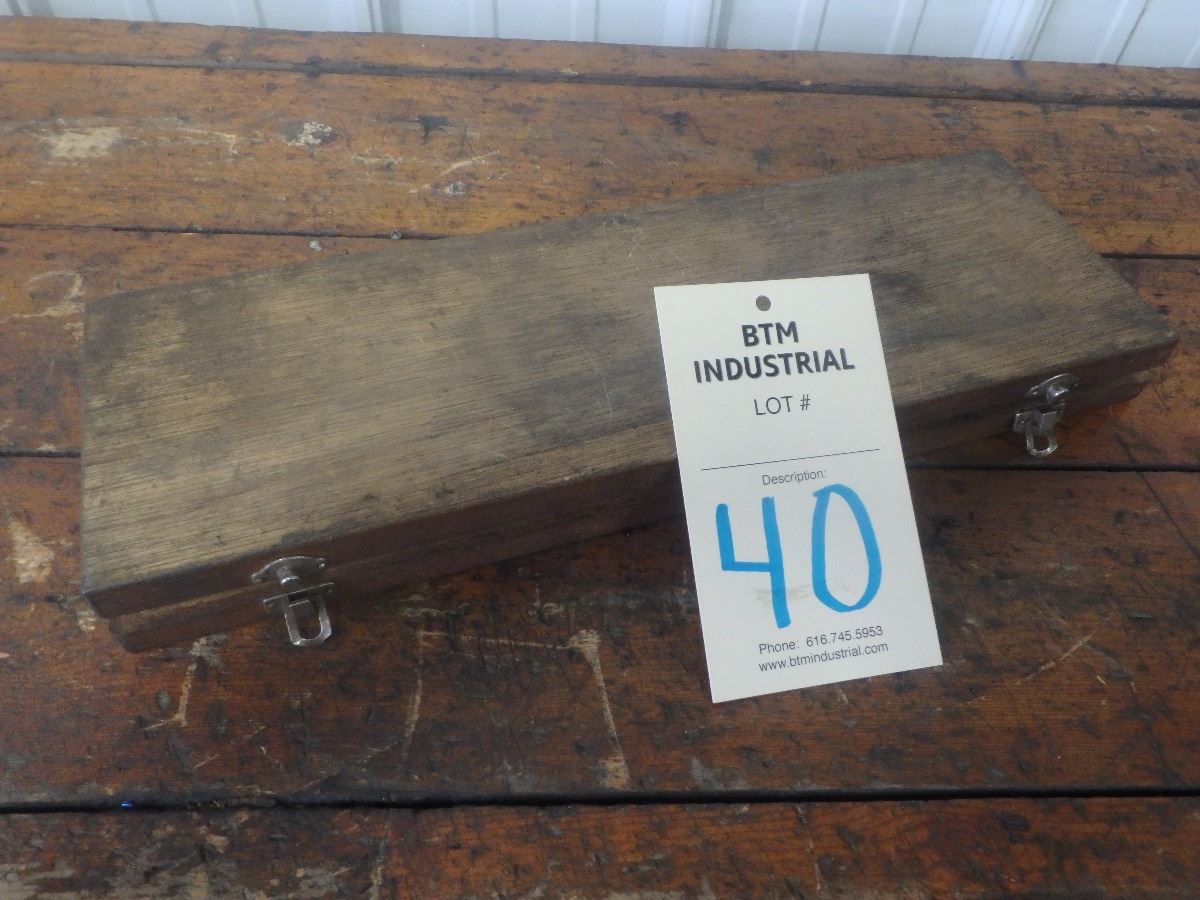 BTM
INDUSTRIAL
LOT #
Description:
40
Phone: 616.745.5953
www.btmindustrial.com